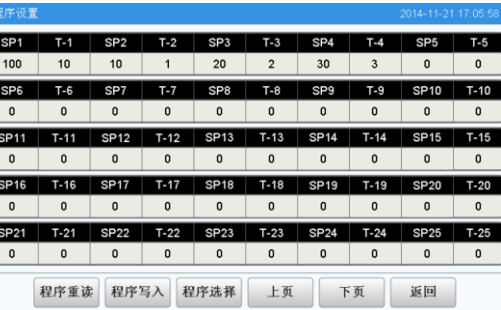 程序设置 2014-11-21 17:05:58
SP1 T-1 SP2 T-2 SP3 T-3 SP4 T-4 SP5 T-5
100 10 10 1 20 2 30 3 0 0
SP6 T-6 SP7 T-7 SP8 T-8 SP9 T-9 SP10 T-10
0 0 0 0 0 0 0 0 0 0
SP11 T-11 SP12 T-12 SP13 T-13 SP14 T-14 SP15 T-15
0 0 0 0 0 0 0 0 0 0
SP16 T-16 SP17 T-17 SP18 T-18 SP19 T-19 SP20 T-20
0 0 0 0 0 0 0 0 0 0
SP21 T-21 SP22 T-22 SP23 T-23 SP24 T-24 SP25 T-25
0 0 0 0 0 0 0 0 0 0
程序重读 程序写入 程序选择 上页 下页 返回